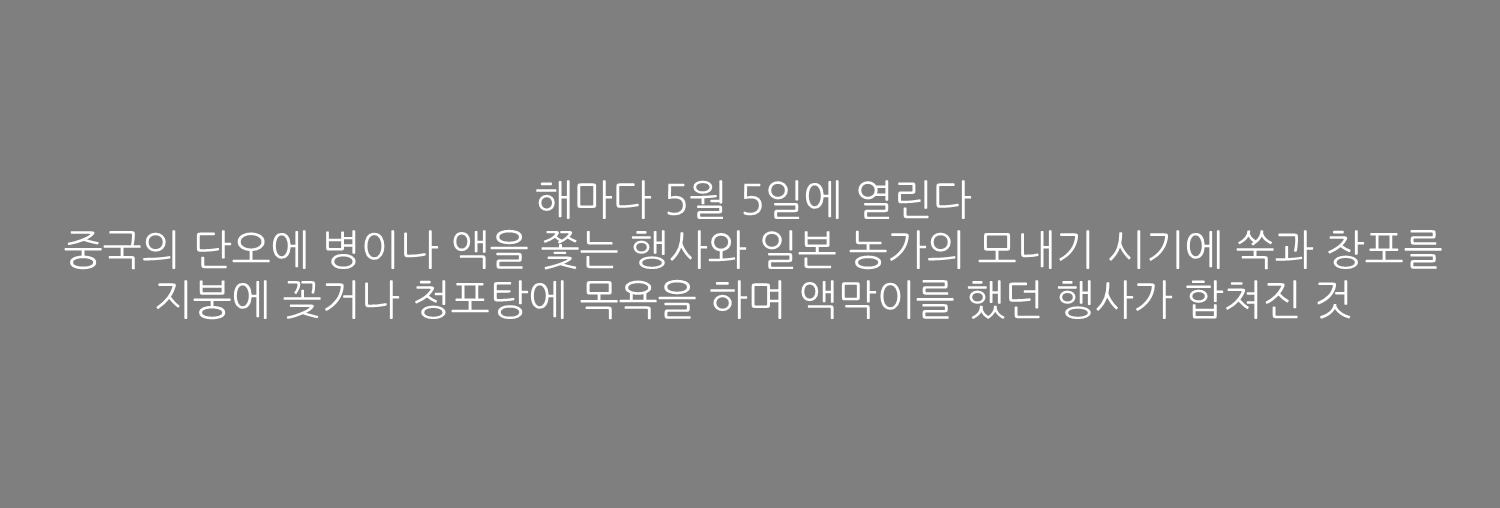 해마다 5월 5일에 열린다
중국의 단오에 병이나 액을 쫓는 행사와 일본 농가의 모내기 시기에 쑥과 창포를
지붕에 꽂거나 청포탕에 목욕을 하며 액막이를 했던 행사가 합쳐진 것